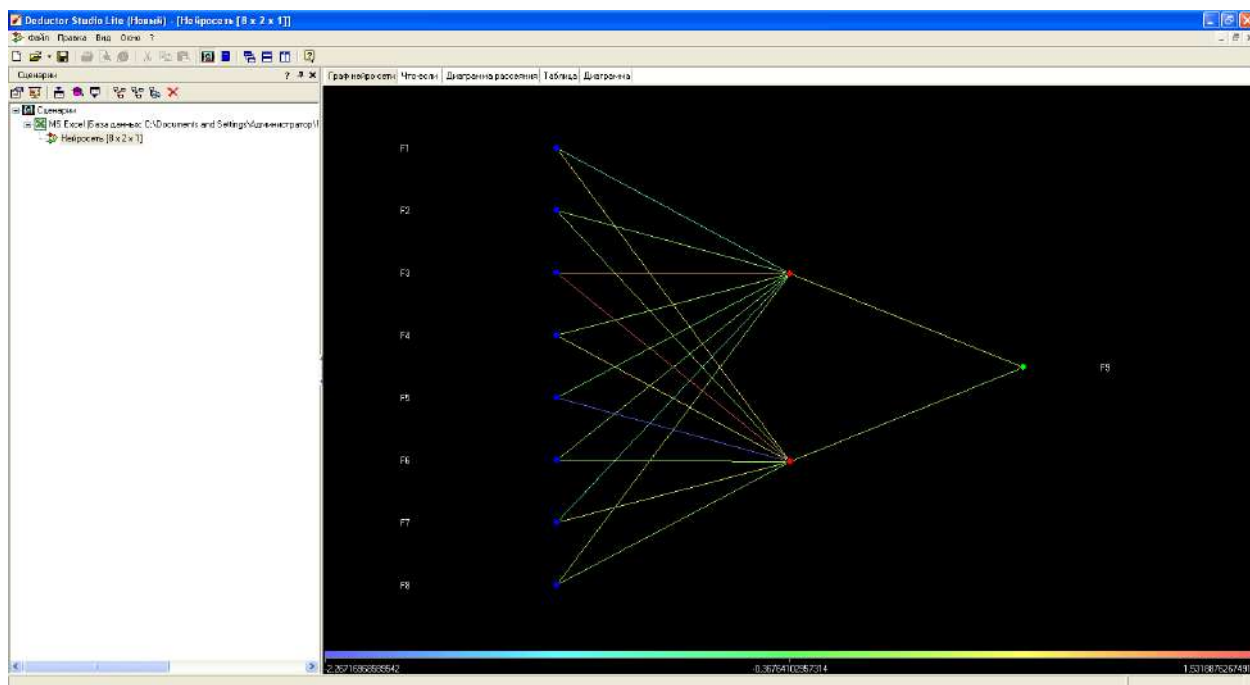 Deductor Studio Lite (Новый) - [Нейросеть [8 x 2 x 1]]
Файл Правка Вид Окно ?
Сценарии
Граф нейросети Что-если Диаграмма рассеяния Таблица Диаграмма
Сценарии
MS Excel (База данных: C:\Documents and Settings\Администратор\
Нейросеть [8 x 2 x 1]
F1
F2
F3
F4
F5
F6
F7
F8
F9